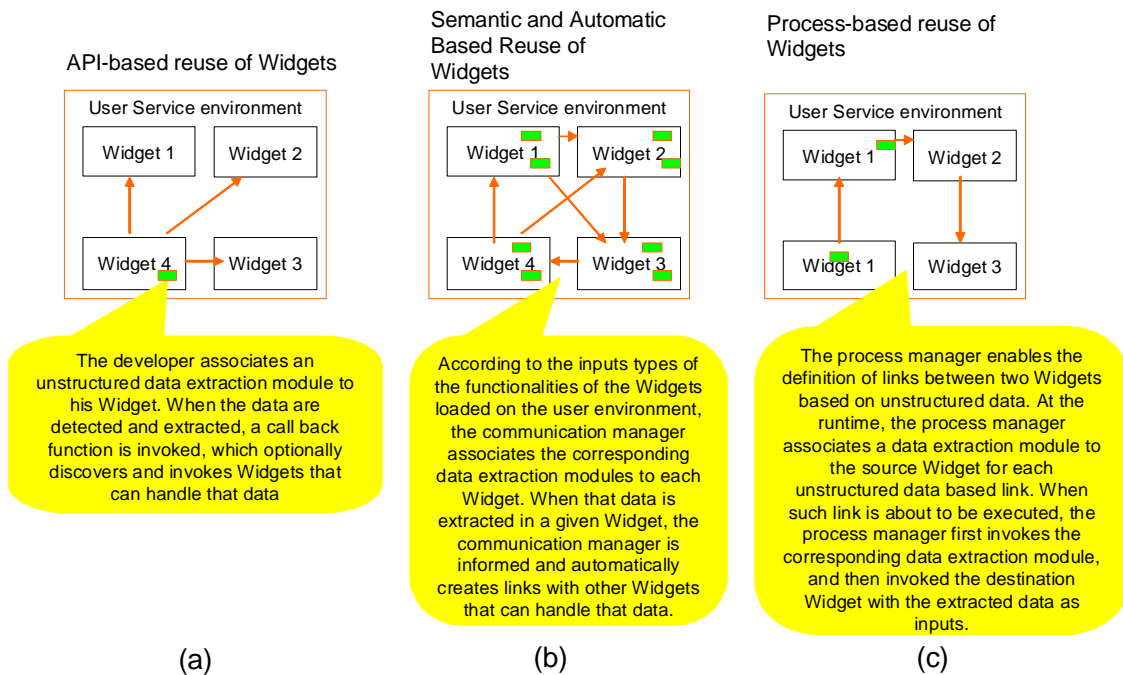 API-based reuse of Widgets
User Service environment
Widget 1
Widget 2
Widget 4
Widget 3
The developer associates an
unstructured data extraction module to
his Widget. When the data are
detected and extracted, a call back
function is invoked, which optionally
discovers and invokes Widgets that
can handle that data
(a)
Semantic and Automatic
Based Reuse of
Widgets
User Service environment
Widget 1
Widget 2
Widget 4
Widget 3
According to the inputs types of
the functionalities of the Widgets
loaded on the user environment,
the communication manager
associates the corresponding
data extraction modules to each
Widget. When that data is
extracted in a given Widget, the
communication manager is
informed and automatically
creates links with other Widgets
that can handle that data.
(b)
Process-based reuse of
Widgets
User Service environment
Widget 1
Widget 2
Widget 1
Widget 3
The process manager enables the
definition of links between two Widgets
based on unstructured data. At the
runtime, the process manager
associates a data extraction module to
the source Widget for each
unstructured data based link. When
such link is about to be executed, the
process manager first invokes the
corresponding data extraction module,
and then invoked the destination
Widget with the extracted data as
inputs.
(c)